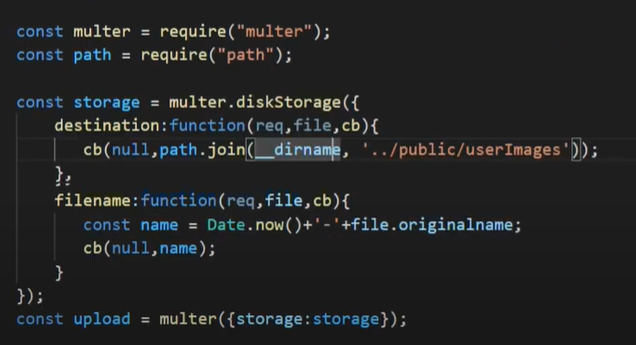 const multer = require("multer");
const path = require("path");
const storage = multer.diskStorage({
destination:function(req,file,cb){
cb(null,path.join(__dirname, '../public/userImages'));
},
filename:function(req,file,cb){
const name = Date.now()+'-'+file.originalname;
cb(null,name);
}
});
const upload = multer({storage:storage});